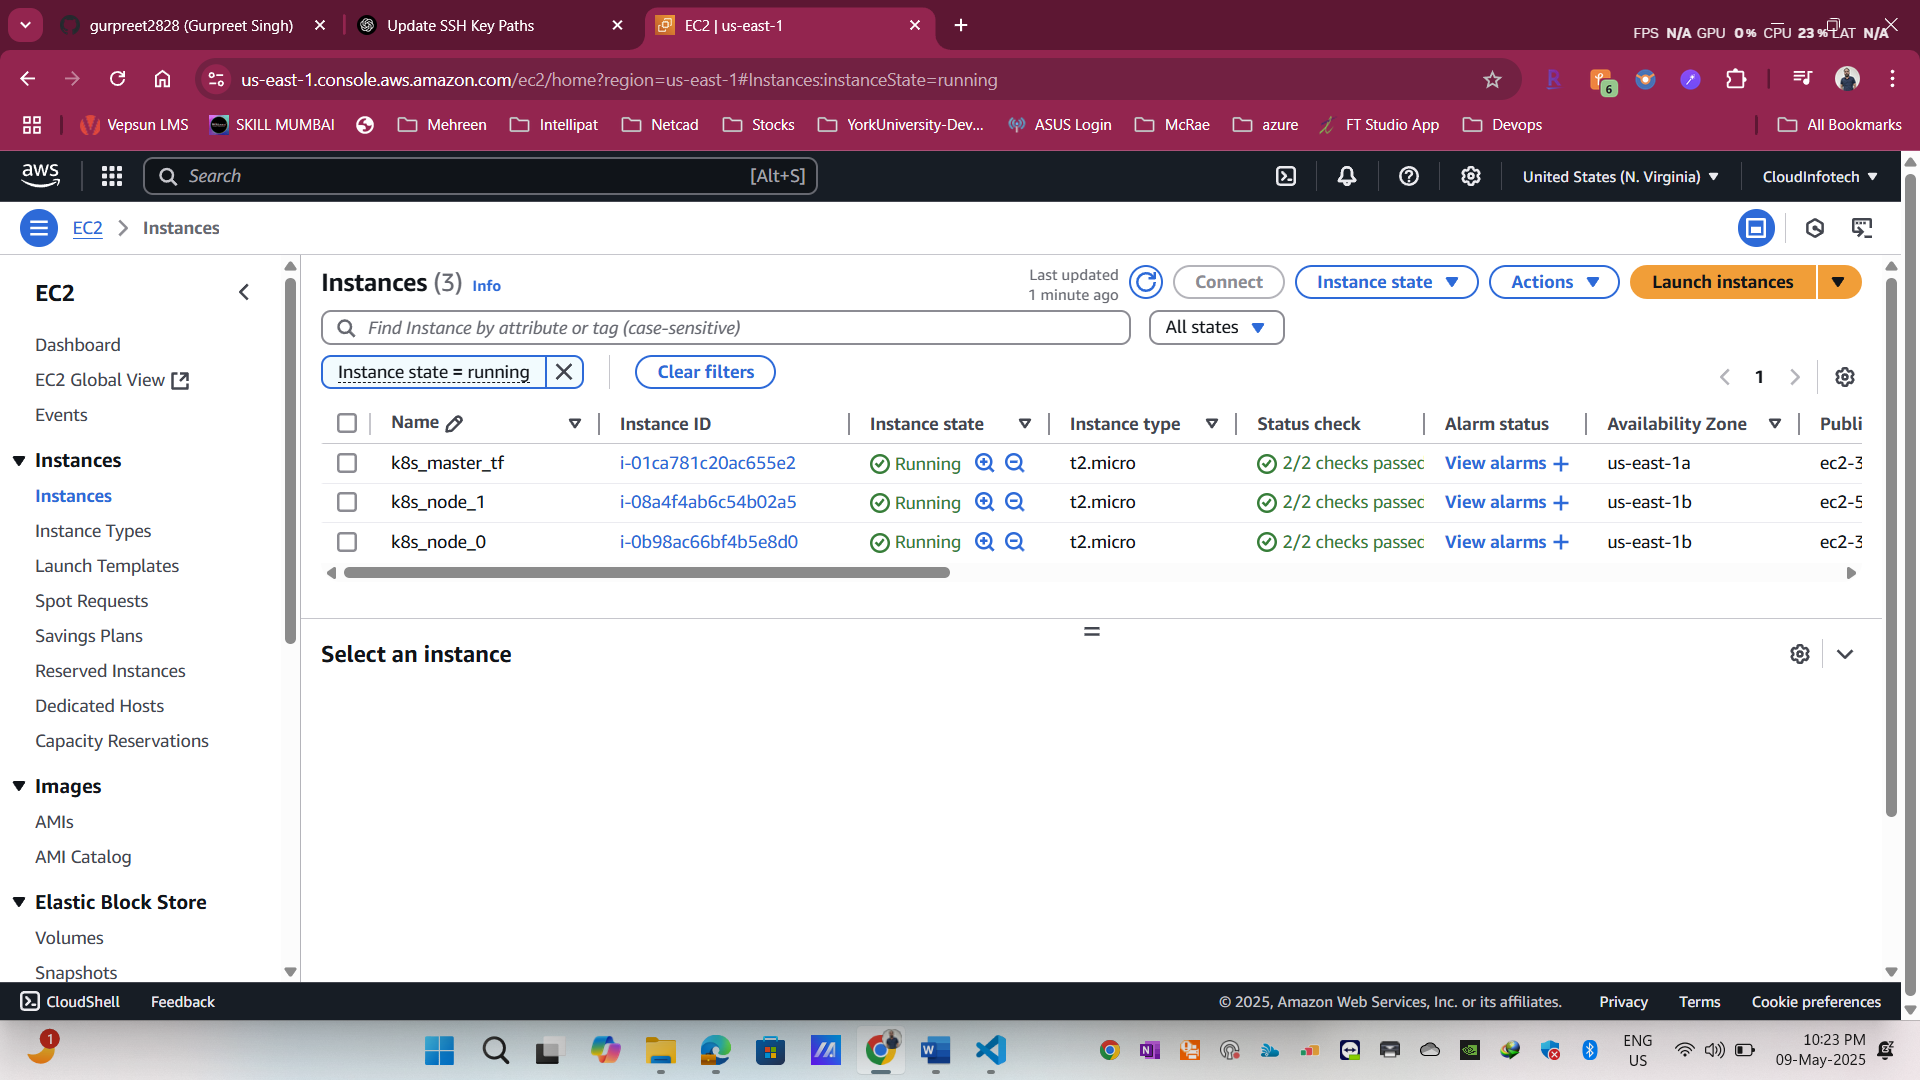 gurpreet2828 (Gurpreet Singh)
Update SSH Key Paths
EC2 | us-east-1
FPS N/A GPU 0% CPU 23% LAT N/A
us-east-1.console.aws.amazon.com/ec2/home?region=us-east-1#Instances:instanceState=running
6
Vepsun LMS
SKILL MUMBAI
Mehreen
Intellipat
Netcad
Stocks
YorkUniversity-Dev...
ASUS Login
McRae
azure
FT Studio App
Devops
All Bookmarks
aws
Search
[Alt+S]
United States (N. Virginia)
CloudInfotech
EC2
Instances
EC2
Dashboard
EC2 Global View
Events
Instances
Instances
Instance Types
Launch Templates
Spot Requests
Savings Plans
Reserved Instances
Dedicated Hosts
Capacity Reservations
Images
AMIs
AMI Catalog
Elastic Block Store
Volumes
Snapshots
Instances (3) Info
Last updated
1 minute ago
Connect
Instance state
Actions
Launch instances
Find Instance by attribute or tag (case-sensitive)
All states
Instance state = running
Clear filters
1
Name Instance ID Instance state Instance type Status check Alarm status Availability Zone Publi
k8s_master_tf i-01ca781c20ac655e2 Running t2.micro 2/2 checks passed View alarms + us-east-1a ec2-3
k8s_node_1 i-08a4f4ab6c54b02a5 Running t2.micro 2/2 checks passed View alarms + us-east-1b ec2-5
k8s_node_0 i-0b98ac66bf4b5e8d0 Running t2.micro 2/2 checks passed View alarms + us-east-1b ec2-3
Select an instance
CloudShell
Feedback
© 2025, Amazon Web Services, Inc. or its affiliates.
Privacy
Terms
Cookie preferences
1
ENG
US
10:23 PM
09-May-2025